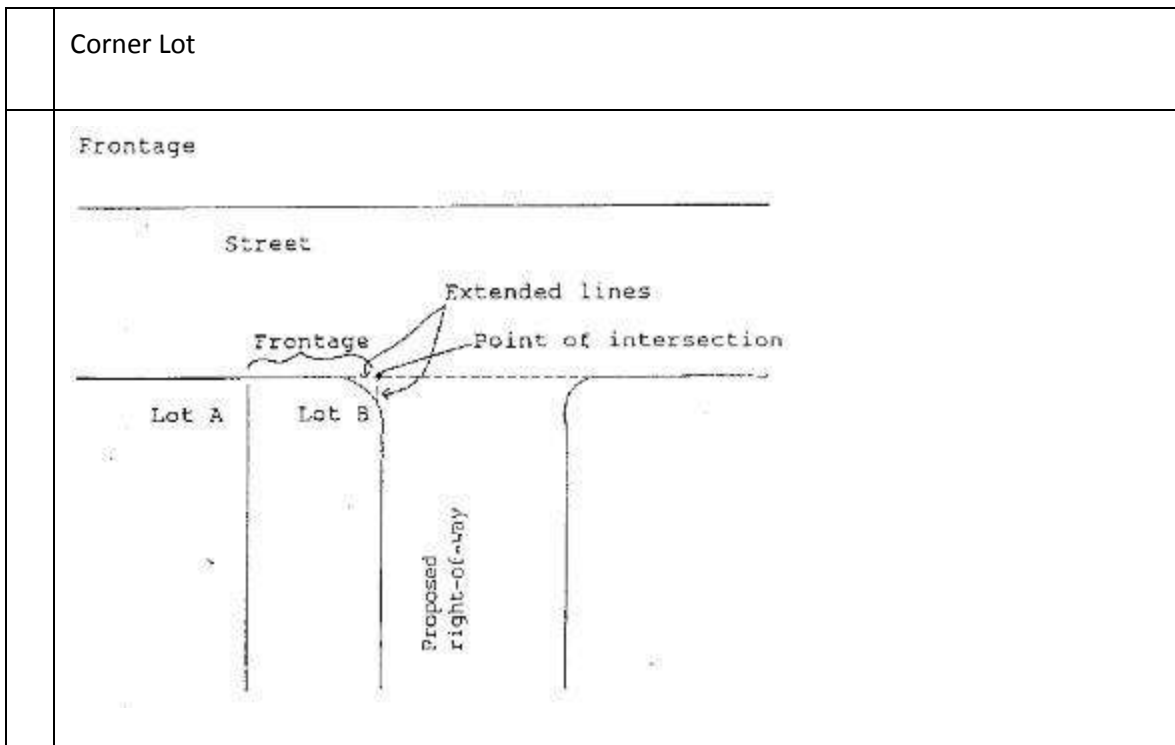 Corner Lot
Frontage
Street
Extended lines
Frontage
Point of intersection
Lot A
Lot B
Proposed
right-of-way